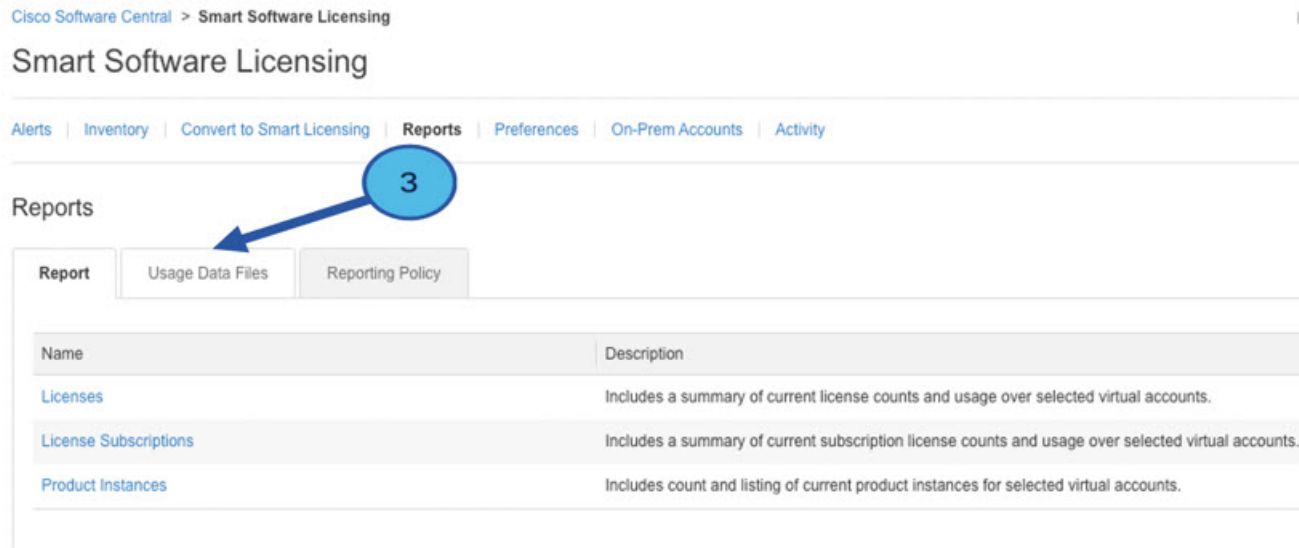 Cisco Software Central > Smart Software Licensing
Smart Software Licensing
Alerts | Inventory | Convert to Smart Licensing | Reports | Preferences | On-Prem Accounts | Activity
3
Reports
Report Usage Data Files Reporting Policy
Name Description
Licenses Includes a summary of current license counts and usage over selected virtual accounts.
License Subscriptions Includes a summary of current subscription license counts and usage over selected virtual accounts.
Product Instances Includes count and listing of current product instances for selected virtual accounts.